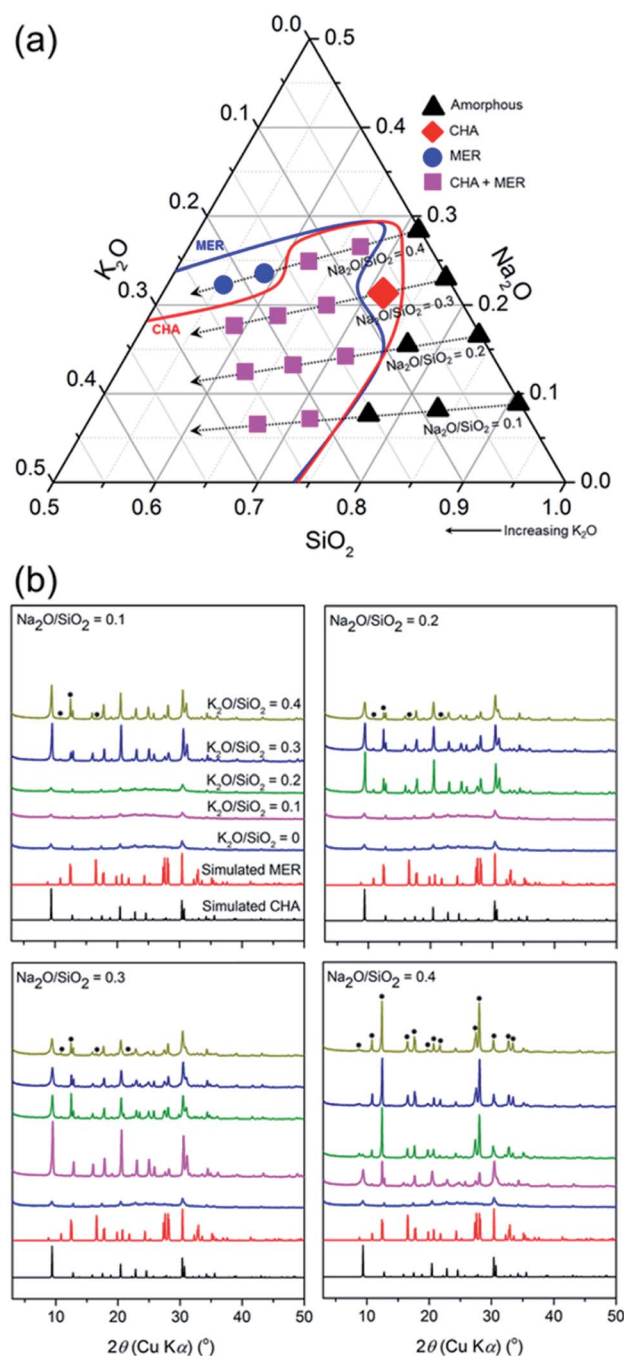 (a)
0.0
0.5
Amorphous
CHA
MER
CHA + MER
0.1
0.4
0.2
0.3
MER
K₂O
Na₂O
Na₂O/SiO₂ = 0.4
0.3
0.2
CHA
Na₂O/SiO₂ = 0.3
0.4
Na₂O/SiO₂ = 0.2
0.1
Na₂O/SiO₂ = 0.1
0.5
0.0
0.5 0.6 0.7 0.8 0.9 1.0
SiO₂
Increasing K₂O
(b)
Na₂O/SiO₂ = 0.1
K₂O/SiO₂ = 0.4
K₂O/SiO₂ = 0.3
K₂O/SiO₂ = 0.2
K₂O/SiO₂ = 0.1
K₂O/SiO₂ = 0
Simulated MER
Simulated CHA
Na₂O/SiO₂ = 0.2
Na₂O/SiO₂ = 0.3
Na₂O/SiO₂ = 0.4
10 20 30 40 50
10 20 30 40 50
2θ (Cu Kα) (°)
2θ (Cu Kα) (°)